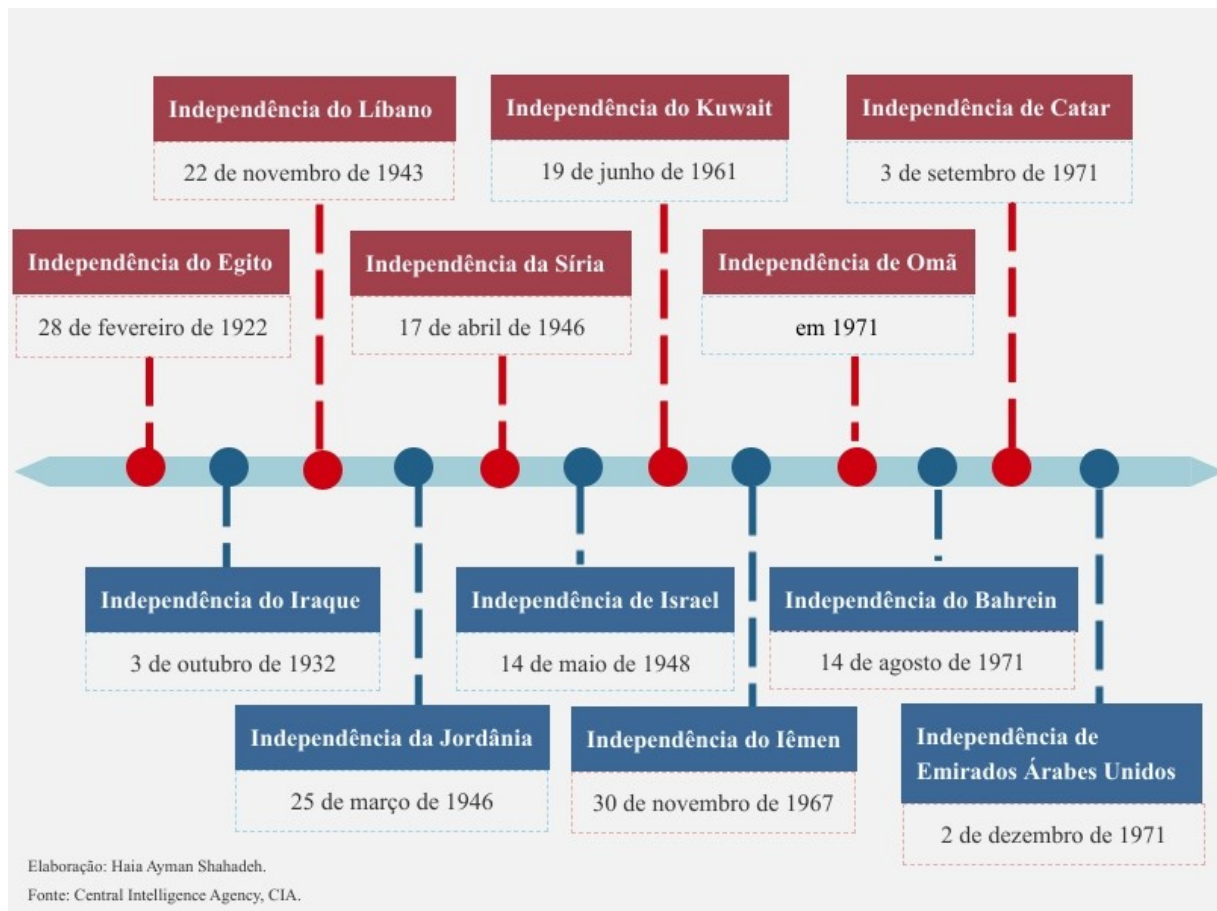 Independência do Líbano
22 de novembro de 1943
Independência do Kuwait
19 de junho de 1961
Independência de Catar
3 de setembro de 1971
Independência do Egito
28 de fevereiro de 1922
Independência da Síria
17 de abril de 1946
Independência de Omã
em 1971
Independência do Iraque
3 de outubro de 1932
Independência de Israel
14 de maio de 1948
Independência do Bahrein
14 de agosto de 1971
Independência da Jordânia
25 de março de 1946
Independência do Iêmen
30 de novembro de 1967
Independência de
Emirados Árabes Unidos
2 de dezembro de 1971
Elaboração: Haia Ayman Shahadeh.
Fonte: Central Intelligence Agency, CIA.